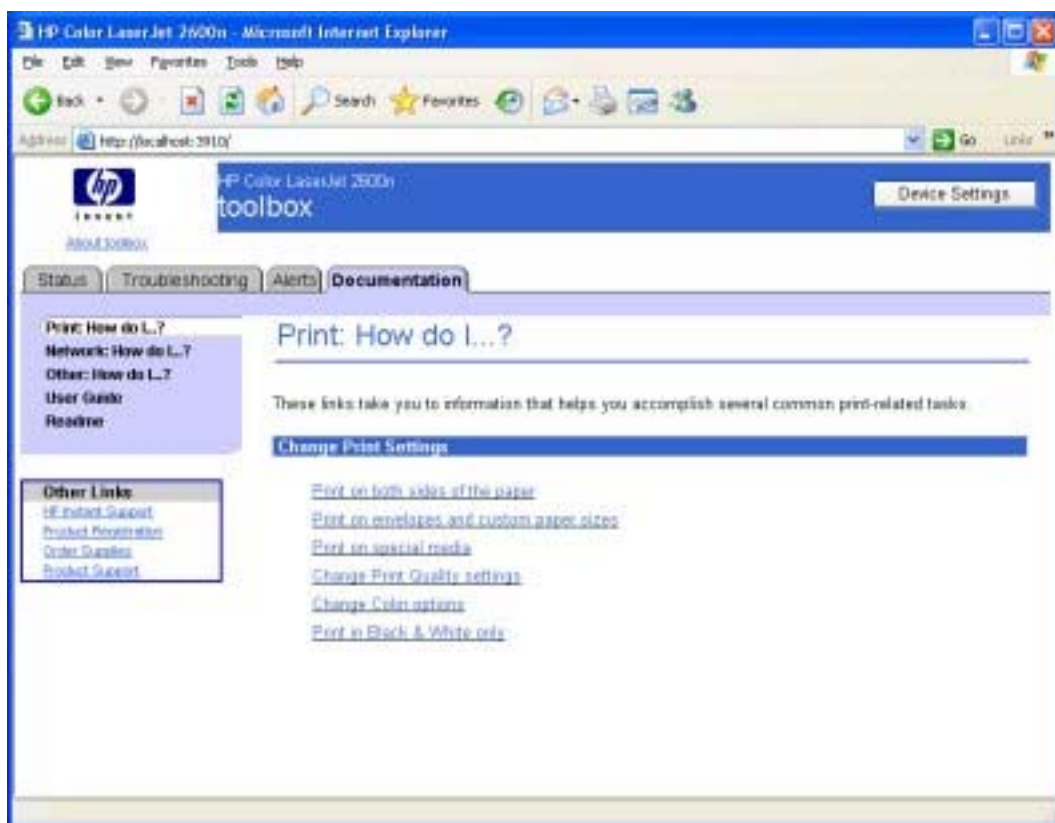 HP Color LaserJet 2600n - Microsoft Internet Explorer
File Edit View Favorites Tools Help
Back Search Favorites
Address http://localhost:3910/ Go Links
hp
invent
HP Color LaserJet 2600n
toolbox
Device Settings
About toolbox
Status Troubleshooting Alerts Documentation
Print: How do I...?
Network: How do I...?
Other: How do I...?
User Guide
Readme
Other Links
HP Instant Support
Product Registration
Order Supplies
Product Support
Print: How do I...?
These links take you to information that helps you accomplish several common print-related tasks.
Change Print Settings
Print on both sides of the paper
Print on envelopes and custom paper sizes
Print on special media
Change Print Quality settings
Change Color options
Print in Black & White only